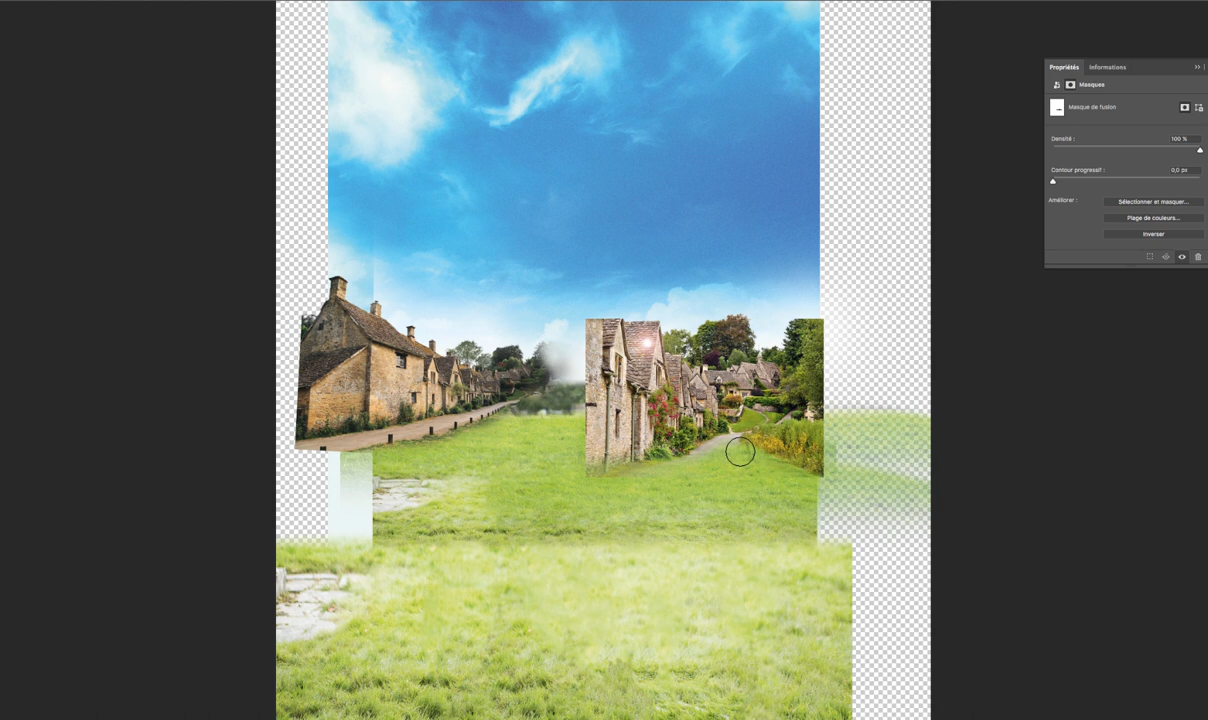 Propriétés Informations
Masques
Masque de fusion
Densité : 100 %
Contour progressif : 0,0 px
Améliorer : Sélectionner et masquer...
Plage de couleurs...
Inverser